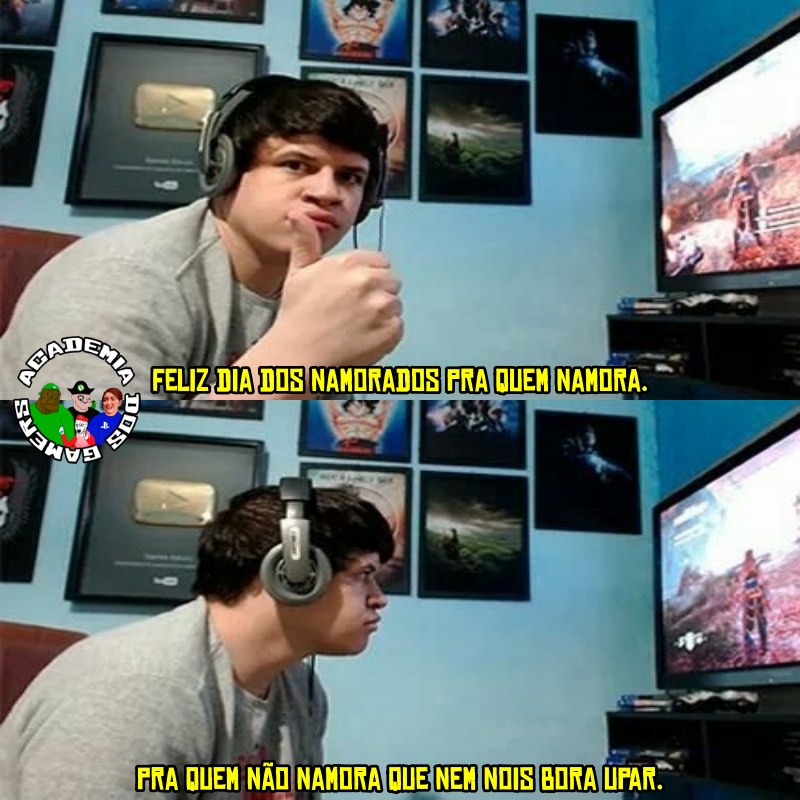 FELIZ DIA DOS NAMORADOS PRA QUEM NAMORA.
ACADEMIA DOS GAMERS
PRA QUEM NÃO NAMORA QUE NEM NOIS BORA UPAR.